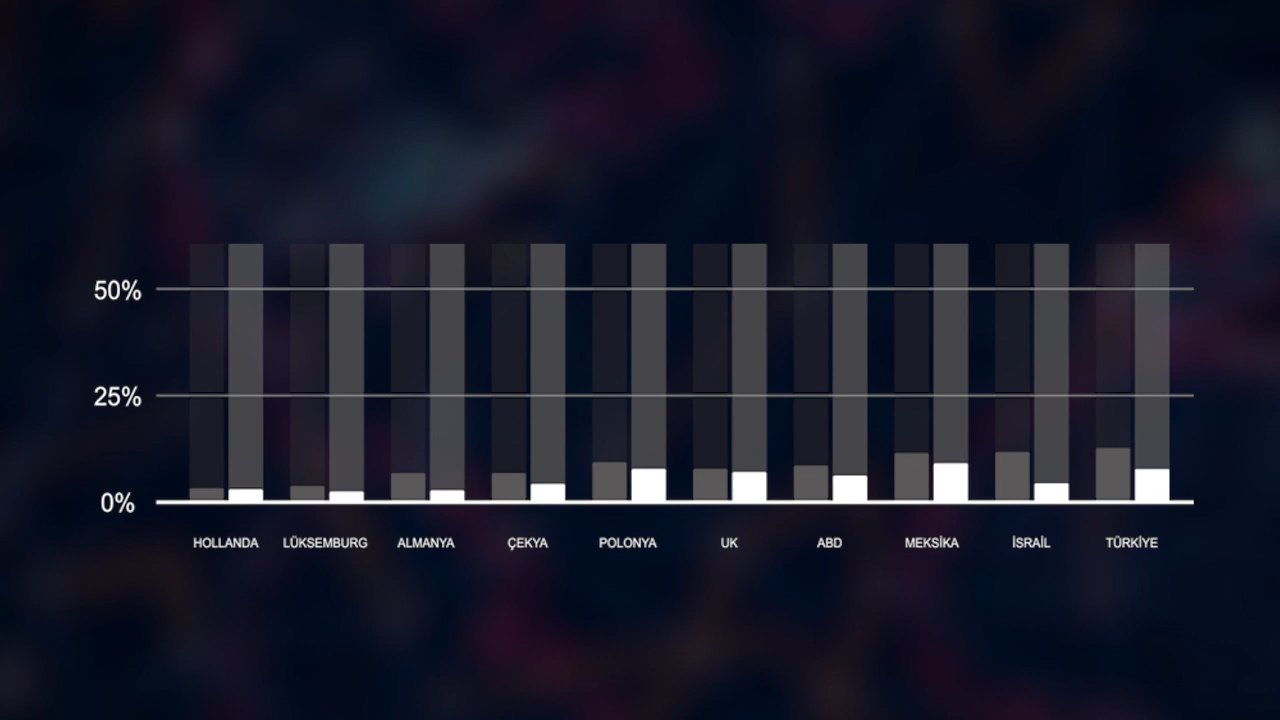 50%
25%
0%
HOLLANDA LÜKSEMBURG ALMANYA ÇEKYA POLONYA UK ABD MEKSİKA İSRAİL TÜRKİYE